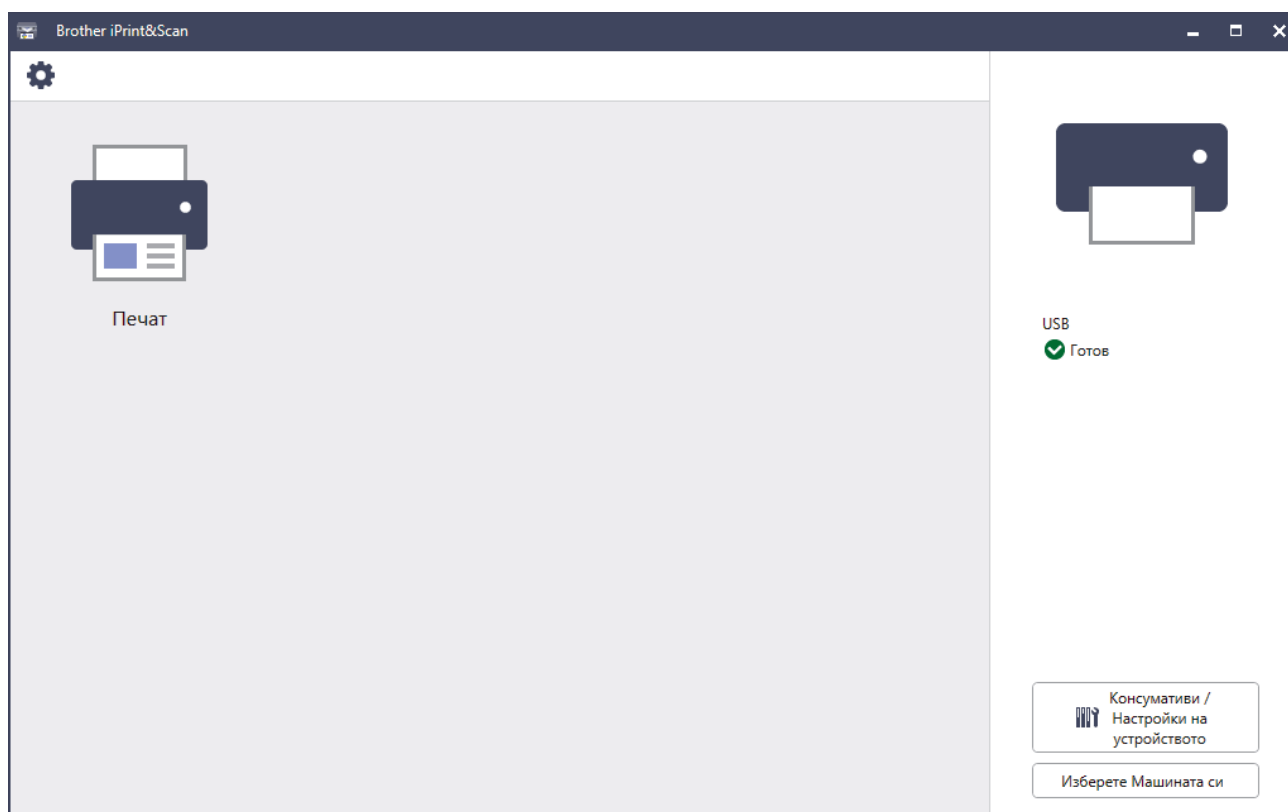 Brother iPrint&Scan
Печат
USB
Готов
Консумативи /
Настройки на
устройството
Изберете Машината си